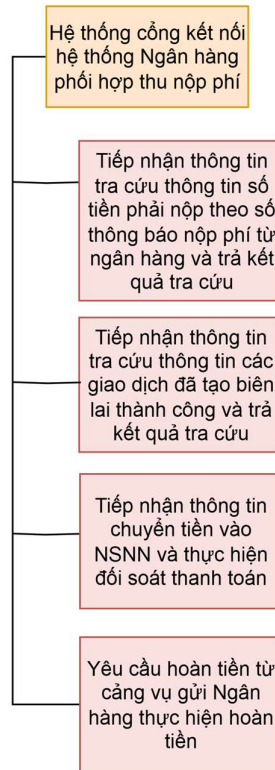 Hệ thống cổng kết nối
hệ thống Ngân hàng
phối hợp thu nộp phí
Tiếp nhận thông tin
tra cứu thông tin số
tiền phải nộp theo số
thông báo nộp phí từ
ngân hàng và trả kết
quả tra cứu
Tiếp nhận thông tin
tra cứu thông tin các
giao dịch đã tạo biên
lai thành công và trả
kết quả tra cứu
Tiếp nhận thông tin
chuyển tiền vào
NSNN và thực hiện
đối soát thanh toán
Yêu cầu hoàn tiền từ
cảng vụ gửi Ngân
hàng thực hiện hoàn
tiền